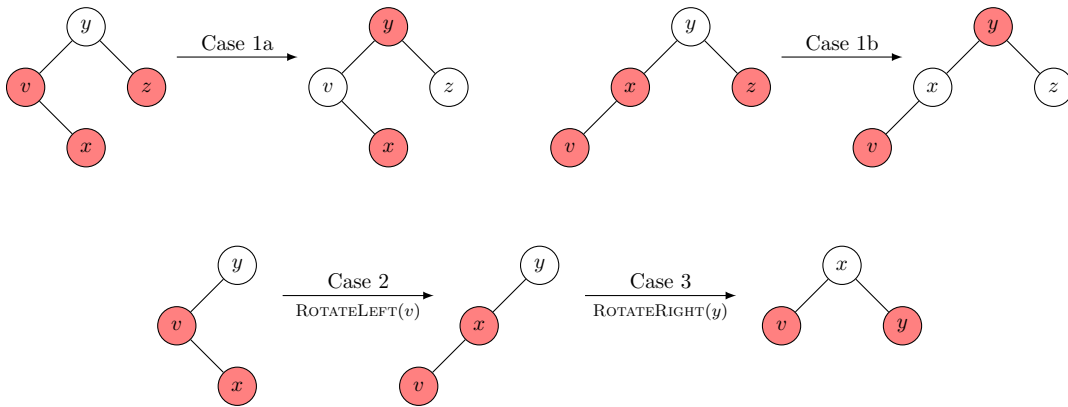 y
v
z
x
Case 1a
y
v
z
x
y
x
z
v
Case 1b
y
x
z
v
y
v
x
Case 2
ROTATELEFT(v)
y
x
v
Case 3
ROTATERIGHT(y)
x
v
y